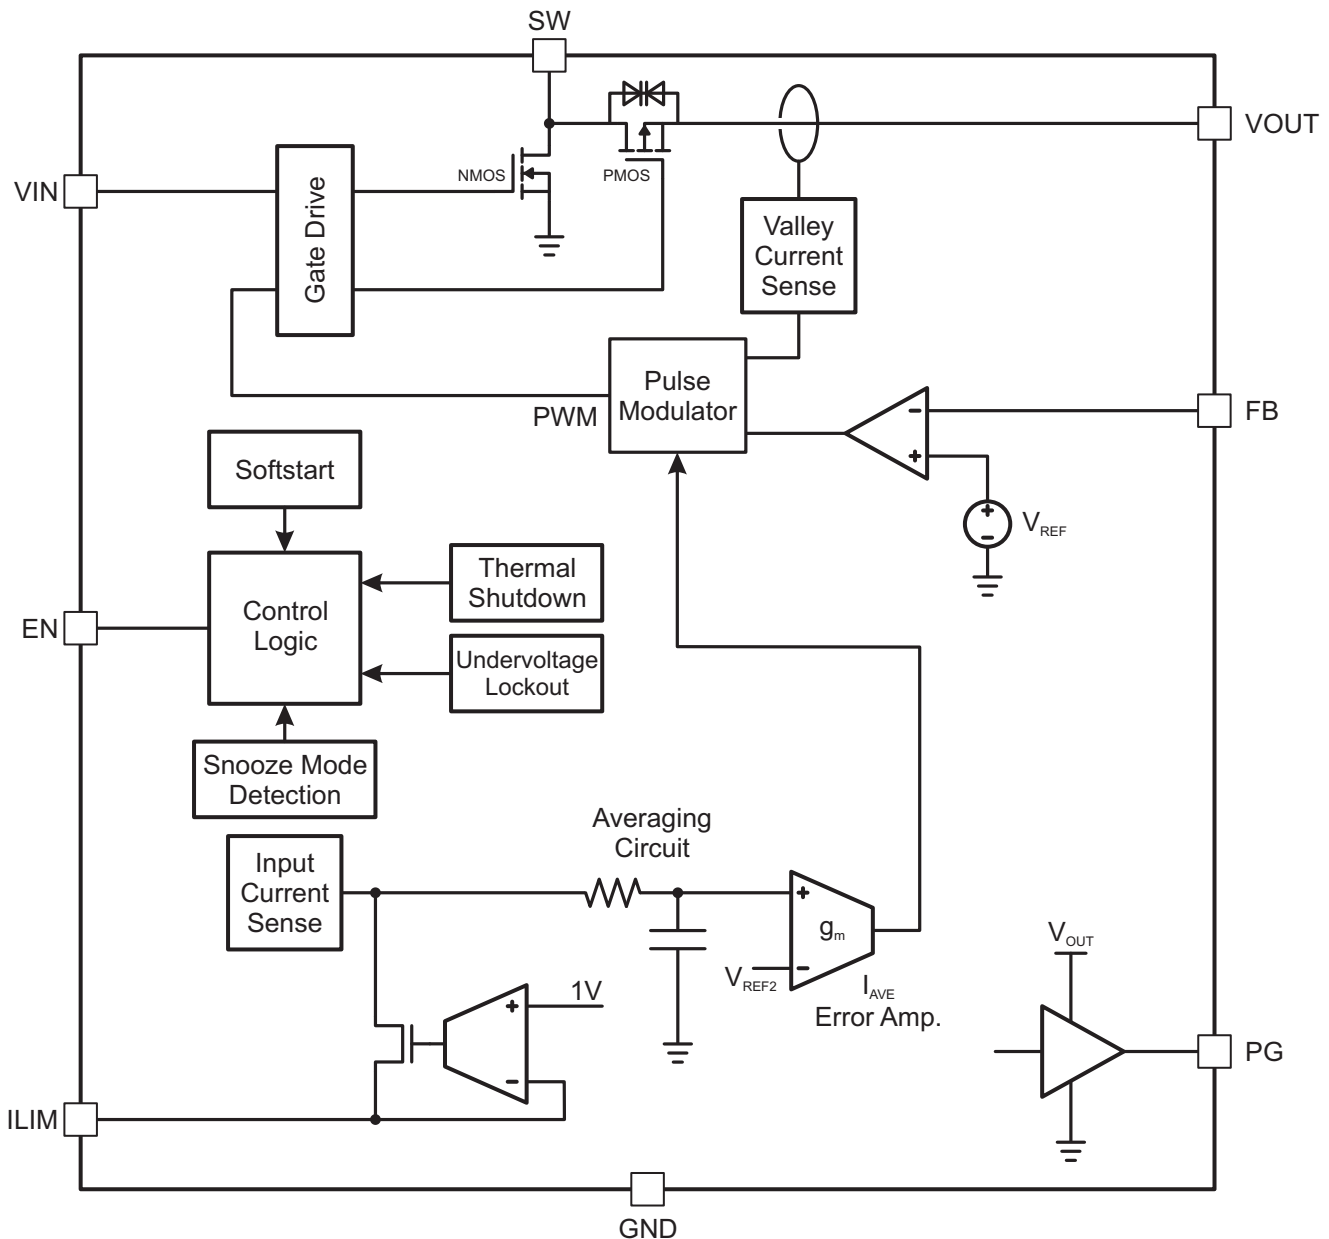 SW
VOUT
VIN
Gate Drive
NMOS
PMOS
Valley
Current
Sense
Pulse
Modulator
PWM
-
+
FB
+
-
VREF
Softstart
Control
Logic
EN
Thermal
Shutdown
Undervoltage
Lockout
Snooze Mode
Detection
Input
Current
Sense
Averaging
Circuit
+
gm
-
VREF2
IAVE
Error Amp.
1V
+
-
VOUT
PG
ILIM
GND